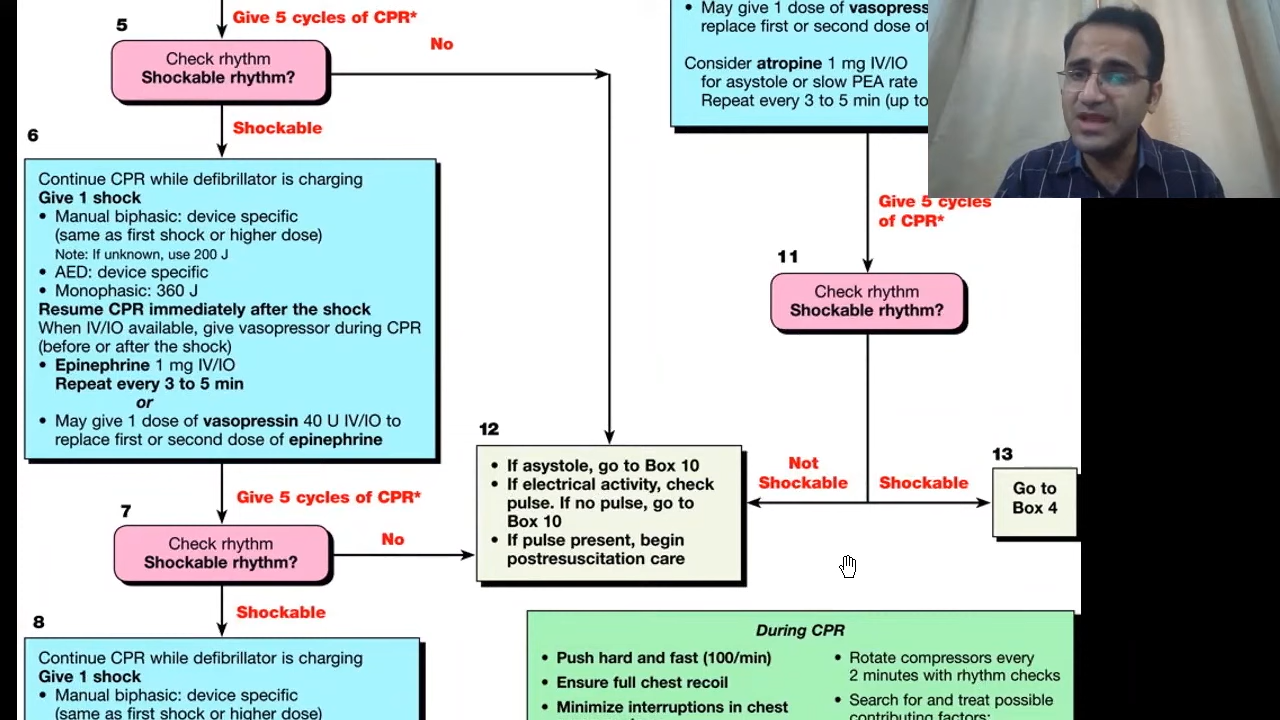 Give 5 cycles of CPR*
5
Check rhythm
Shockable rhythm?
No
Shockable
6
Continue CPR while defibrillator is charging
Give 1 shock
• Manual biphasic: device specific
(same as first shock or higher dose)
Note: If unknown, use 200 J
• AED: device specific
• Monophasic: 360 J
Resume CPR immediately after the shock
When IV/IO available, give vasopressor during CPR
(before or after the shock)
• Epinephrine 1 mg IV/IO
Repeat every 3 to 5 min
or
• May give 1 dose of vasopressin 40 U IV/IO to
replace first or second dose of epinephrine
Give 5 cycles of CPR*
7
Check rhythm
Shockable rhythm?
No
Shockable
8
Continue CPR while defibrillator is charging
Give 1 shock
• Manual biphasic: device specific
(same as first shock or higher dose)
• May give 1 dose of
replace first or second dose of
Consider atropine 1 mg IV/IO
for asystole or slow PEA rate
Repeat every 3 to 5 min (up to
Give 5 cycles
of CPR*
11
Check rhythm
Shockable rhythm?
Not
Shockable
Shockable
12
• If asystole, go to Box 10
• If electrical activity, check
pulse. If no pulse, go to
Box 10
• If pulse present, begin
postresuscitation care
13
Go to
Box 4
During CPR
• Push hard and fast (100/min)
• Ensure full chest recoil
• Minimize interruptions in chest
• Rotate compressors every
2 minutes with rhythm checks
• Search for and treat possible
contributing factors: